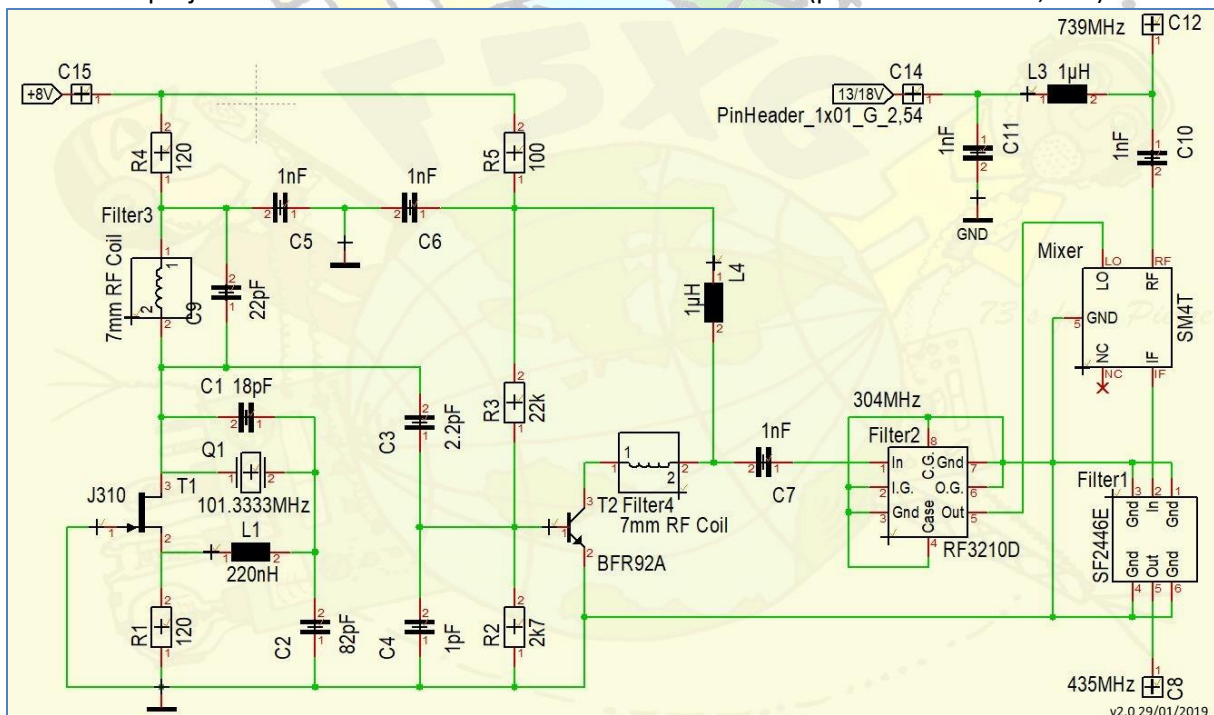 739MHz
C12
C15
+8V
C14
13/18V
L3 1µH
PinHeader_1x01_G_2,54
C11
1nF
C10
1nF
GND
R4
120
R5
100
1nF
C5
1nF
C6
Filter3
7mm RF Coil
C9
22pF
L4
1µH
Mixer
LO
RF
LO
RF
GND
NC
IF
NC
IF
SM4T
C1 18pF
Q1
101.3333MHz
J310
T1
L1
220nH
R1
120
C2
82pF
C3
2.2pF
C4
1pF
R3
22k
R2
2k7
T2 Filter4
7mm RF Coil
BFR92A
1nF
C7
304MHz
Filter2
In
I.G.
Gnd
C.G.
Case
Gnd
O.G.
Out
RF3210D
Filter1
Gnd
In
Gnd
Gnd
Out
Gnd
SF2446E
435MHz
C8
v2.0 29/01/2019
F5XG